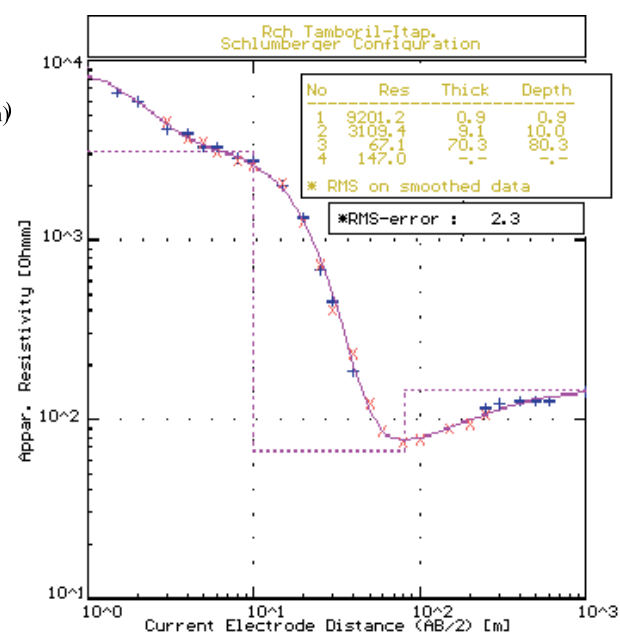 Rch Tamboril-Itap.
Schlumberger Configuration
10^4
)
No Res Thick Depth
1 9201.2 0.9 0.9
2 3109.4 9.1 10.0
3 67.1 70.3 80.3
4 147.0 -.- -.-
* RMS on smoothed data
*RMS-error : 2.3
10^3
Appar. Resistivity [Ohmm]
10^2
10^1
10^0 10^1 10^2 10^3
Current Electrode Distance (AB/2) [m]